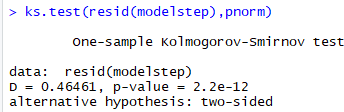 > ks.test(resid(modelstep),pnorm)
One-sample Kolmogorov-Smirnov test
data:  resid(modelstep)
D = 0.46461, p-value = 2.2e-12
alternative hypothesis: two-sided